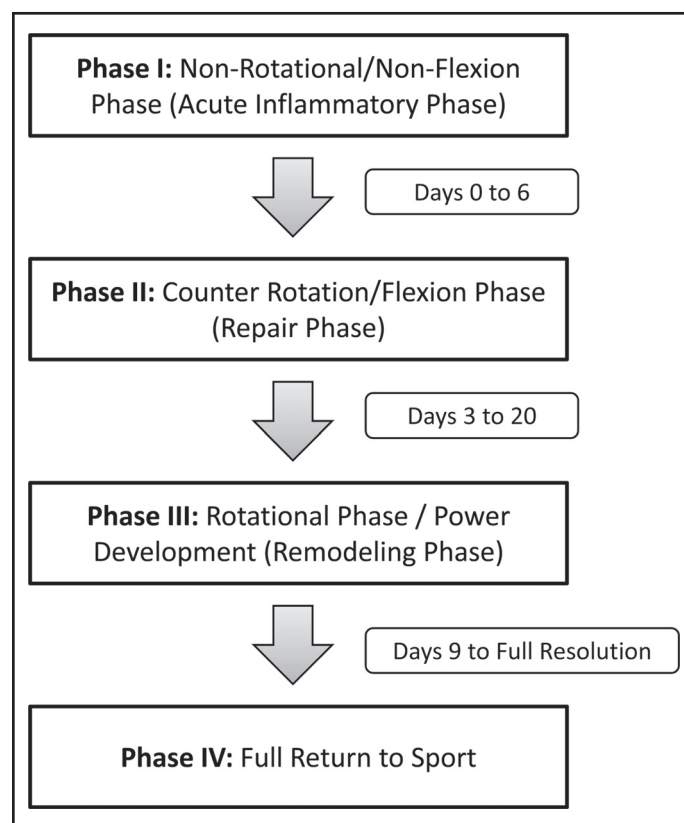 Phase I: Non-Rotational/Non-Flexion
Phase (Acute Inflammatory Phase)
Days 0 to 6
Phase II: Counter Rotation/Flexion Phase
(Repair Phase)
Days 3 to 20
Phase III: Rotational Phase / Power
Development (Remodeling Phase)
Days 9 to Full Resolution
Phase IV: Full Return to Sport